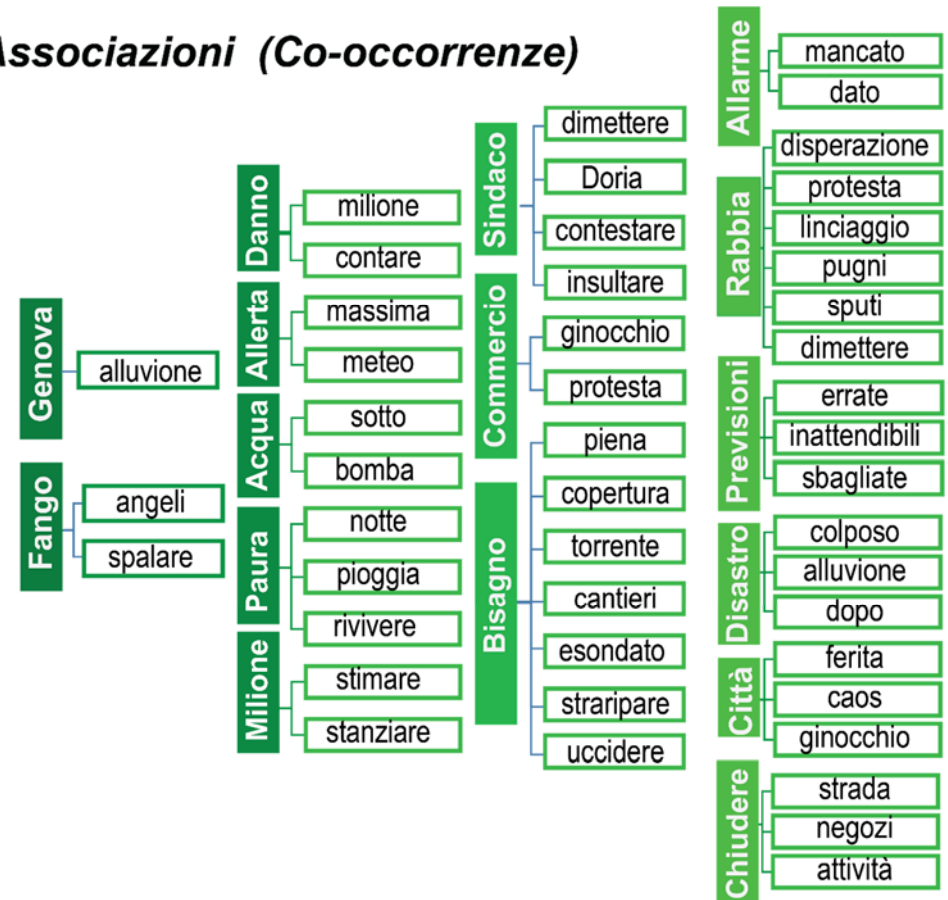 Associazioni (Co-occorrenze)
Genova
alluvione
Fango
angeli
spalare
Danno
milione
contare
Allerta
massima
meteo
Acqua
sotto
bomba
Paura
notte
pioggia
rivivere
Milione
stimare
stanziare
Sindaco
dimettere
Doria
contestare
insultare
Commercio
ginocchio
protesta
Bisagno
piena
copertura
torrente
cantieri
esondato
straripare
uccidere
Allarme
mancato
dato
Rabbia
disperazione
protesta
linciaggio
pugni
sputi
dimettere
Previsioni
errate
inattendibili
sbagliate
Disastro
colposo
alluvione
dopo
Città
ferita
caos
ginocchio
Chiudere
strada
negozi
attività